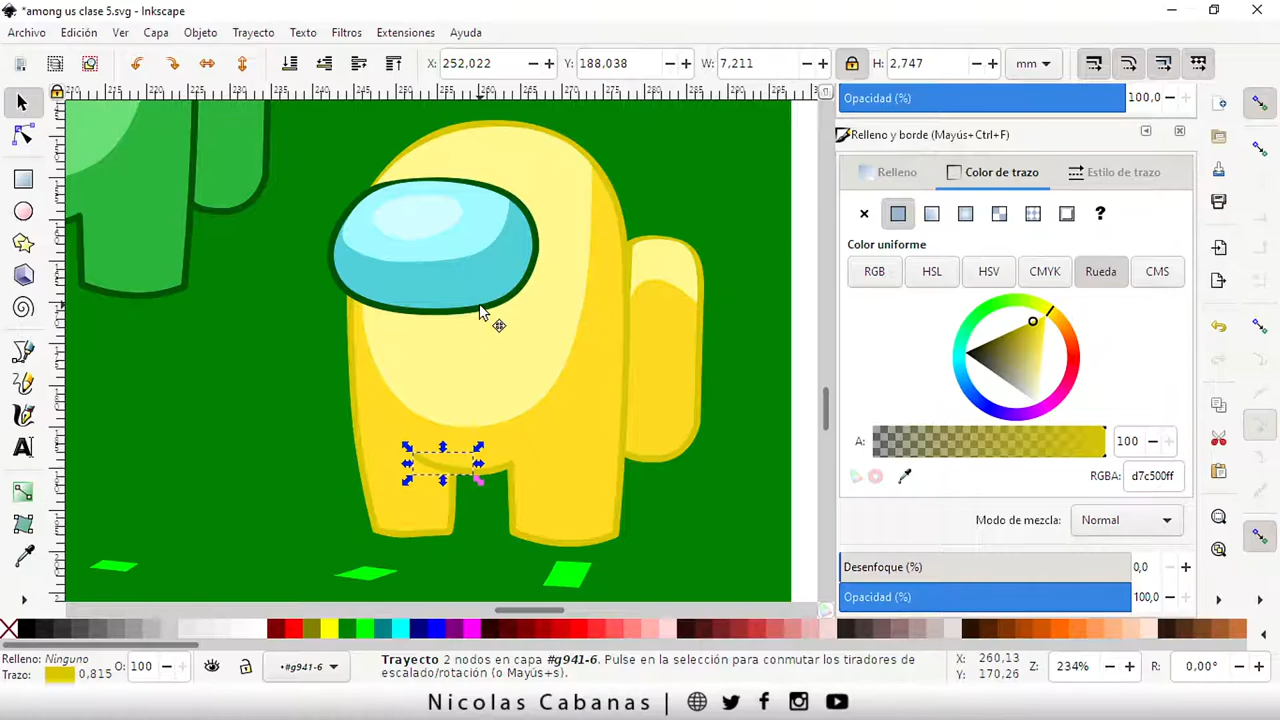 *among us clase 5.svg - Inkscape
Archivo Edición Ver Capa Objeto Trayecto Texto Filtros Extensiones Ayuda
X: 252,022 Y: 188,038 W: 7,211 H: 2,747 mm
Opacidad (%) 100,0
Relleno y borde (Mayús+Ctrl+F)
Relleno Color de trazo Estilo de trazo
Color uniforme
RGB HSL HSV CMYK Rueda CMS
A: 100
RGBA: d7c500ff
Modo de mezcla: Normal
Desenfoque (%) 0,0
Opacidad (%) 100,0
Relleno: Ninguno
Trazo: 0,815
O: 100
•#g941-6
Trayecto 2 nodos en capa #g941-6. Pulse en la selección para conmutar los tiradores de
escalado/rotación (o Mayús+s).
X: 260,13
Y: 170,26
Z: 234%
R: 0,00°
Nicolas Cabanas |